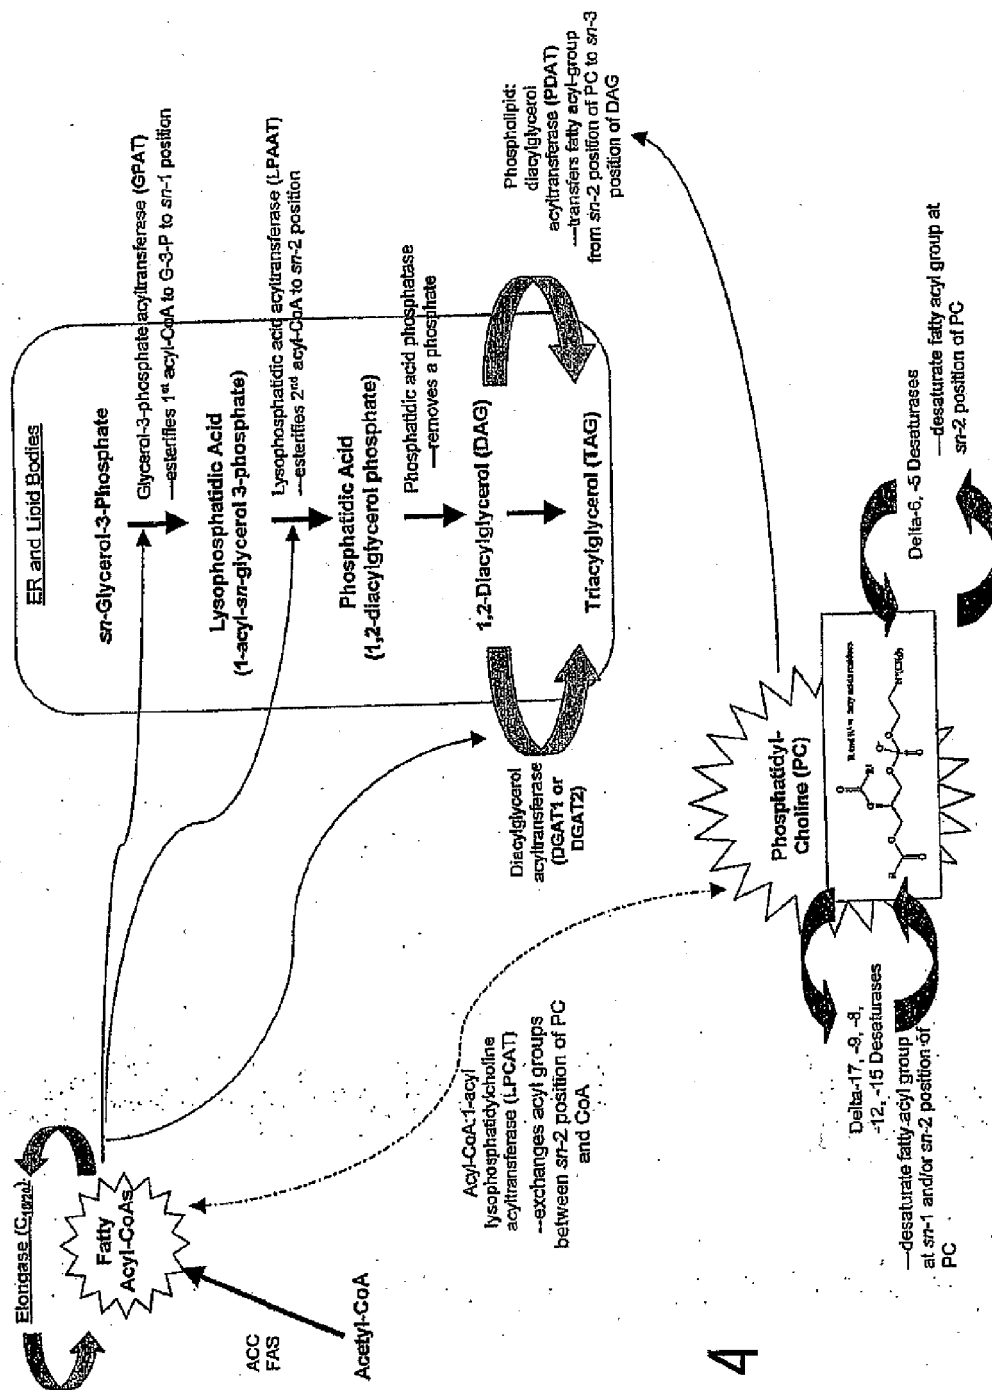 Elongase (C18/20)
Fatty
Acyl-CoAs
ACC
FAS
Acetyl-CoA
ER and Lipid Bodies
sn-Glycerol-3-Phosphate
Glycerol-3-phosphate acyltransferase (GPAT)
—esterifies 1st acyl-CoA to G-3-P to sn-1 position
Lysophosphatidic Acid
(1-acyl-sn-glycerol 3-phosphate)
Lysophosphatidic acid acyltransferase (LPAAT)
---esterifies 2nd acyl-CoA to sn-2 position
Phosphatidic Acid
(1,2-diacylglycerol phosphate)
Phosphatidic acid phosphatase
—removes a phosphate
1,2-Diacylglycerol (DAG)
Triacylglycerol (TAG)
Diacylglycerol
acyltransferase
(DGAT1 or
DGAT2)
Phospholipid:
diacylglycerol
acyltransferase (PDAT)
—transfers fatty acyl-group
from sn-2 position of PC to sn-3
position of DAG
Acyl-CoA:1-acyl
lysophosphatidylcholine
acyltransferase (LPCAT)
--exchanges acyl groups
between sn-2 position of PC
and CoA
Phosphatidyl-
Choline (PC)
Delta-17, -9, -8,
-12, -15 Desaturases
—desaturate fatty acyl group
at sn-1 and/or sn-2 position of
PC
Delta-6, -5 Desaturases
—desaturate fatty acyl group at
sn-2 position of PC
4